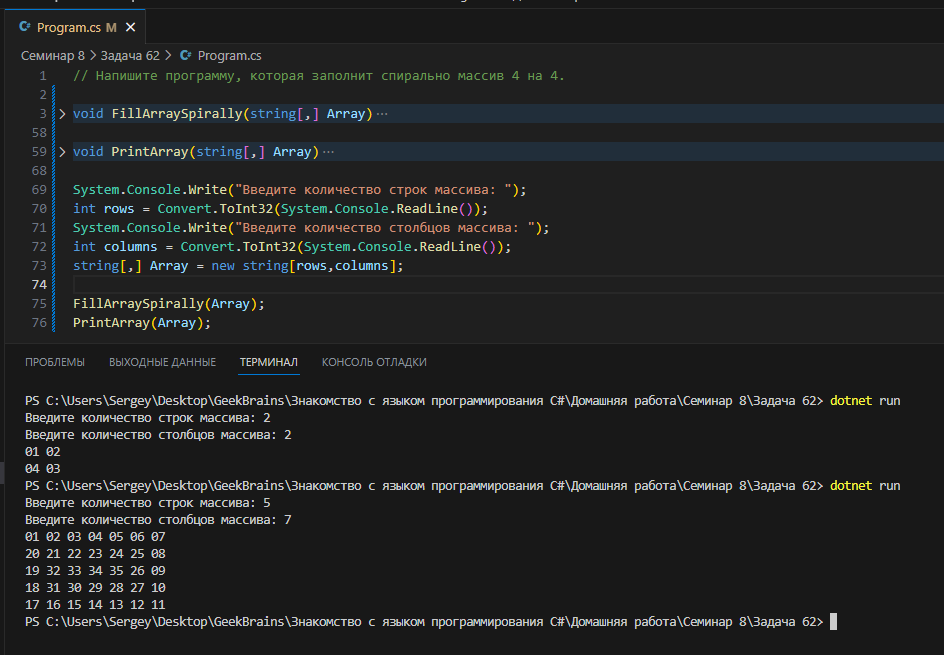 Program.cs M
Семинар 8 > Задача 62 > Program.cs
1 // Напишите программу, которая заполнит спирально массив 4 на 4.
2
3 > void FillArraySpirally(string[,] Array) ···
58
59 > void PrintArray(string[,] Array) ···
68
69 System.Console.Write("Введите количество строк массива: ");
70 int rows = Convert.ToInt32(System.Console.ReadLine());
71 System.Console.Write("Введите количество столбцов массива: ");
72 int columns = Convert.ToInt32(System.Console.ReadLine());
73 string[,] Array = new string[rows,columns];
74
75 FillArraySpirally(Array);
76 PrintArray(Array);
ПРОБЛЕМЫ ВЫХОДНЫЕ ДАННЫЕ ТЕРМИНАЛ КОНСОЛЬ ОТЛАДКИ
PS C:\Users\Sergey\Desktop\GeekBrains\Знакомство с языком программирования C#\Домашняя работа\Семинар 8\Задача 62> dotnet run
Введите количество строк массива: 2
Введите количество столбцов массива: 2
01 02
04 03
PS C:\Users\Sergey\Desktop\GeekBrains\Знакомство с языком программирования C#\Домашняя работа\Семинар 8\Задача 62> dotnet run
Введите количество строк массива: 5
Введите количество столбцов массива: 7
01 02 03 04 05 06 07
20 21 22 23 24 25 08
19 32 33 34 35 26 09
18 31 30 29 28 27 10
17 16 15 14 13 12 11
PS C:\Users\Sergey\Desktop\GeekBrains\Знакомство с языком программирования C#\Домашняя работа\Семинар 8\Задача 62>